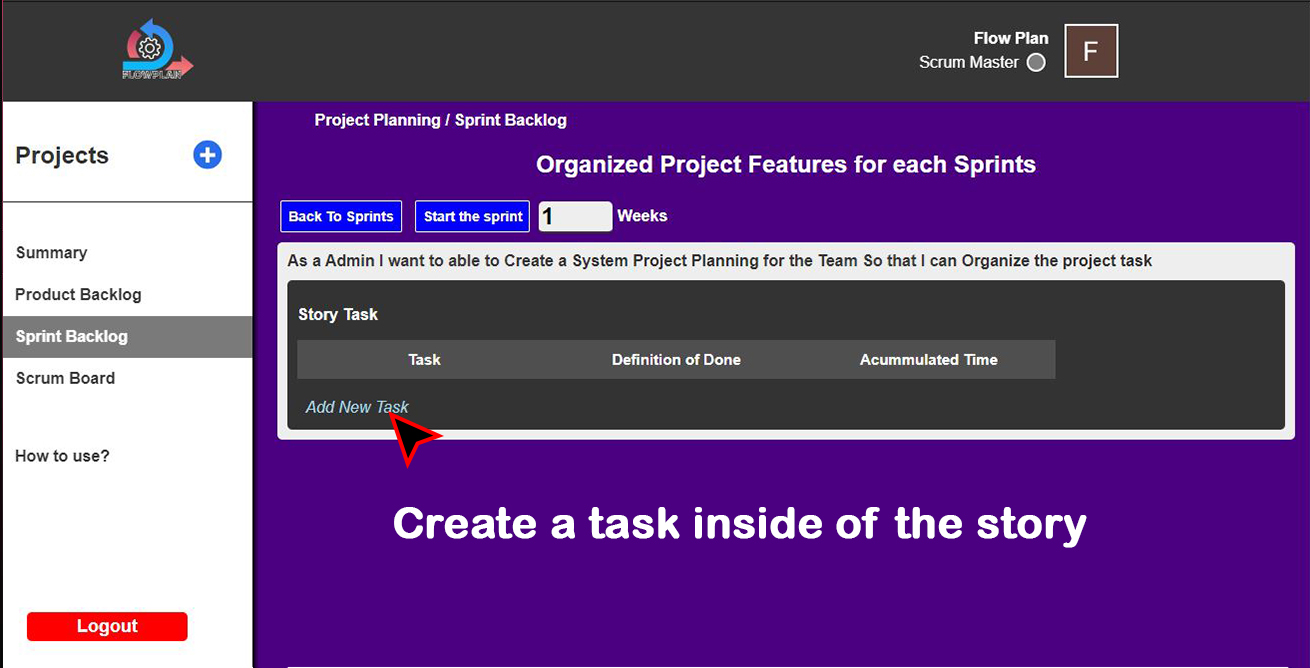 FLOWPLAN
Flow Plan
Scrum Master
F
Projects
Summary
Product Backlog
Sprint Backlog
Scrum Board
How to use?
Logout
Project Planning / Sprint Backlog
Organized Project Features for each Sprints
Back To Sprints Start the sprint 1 Weeks
As a Admin I want to able to Create a System Project Planning for the Team So that I can Organize the project task
Story Task
Task Definition of Done Acummulated Time
Add New Task
Create a task inside of the story